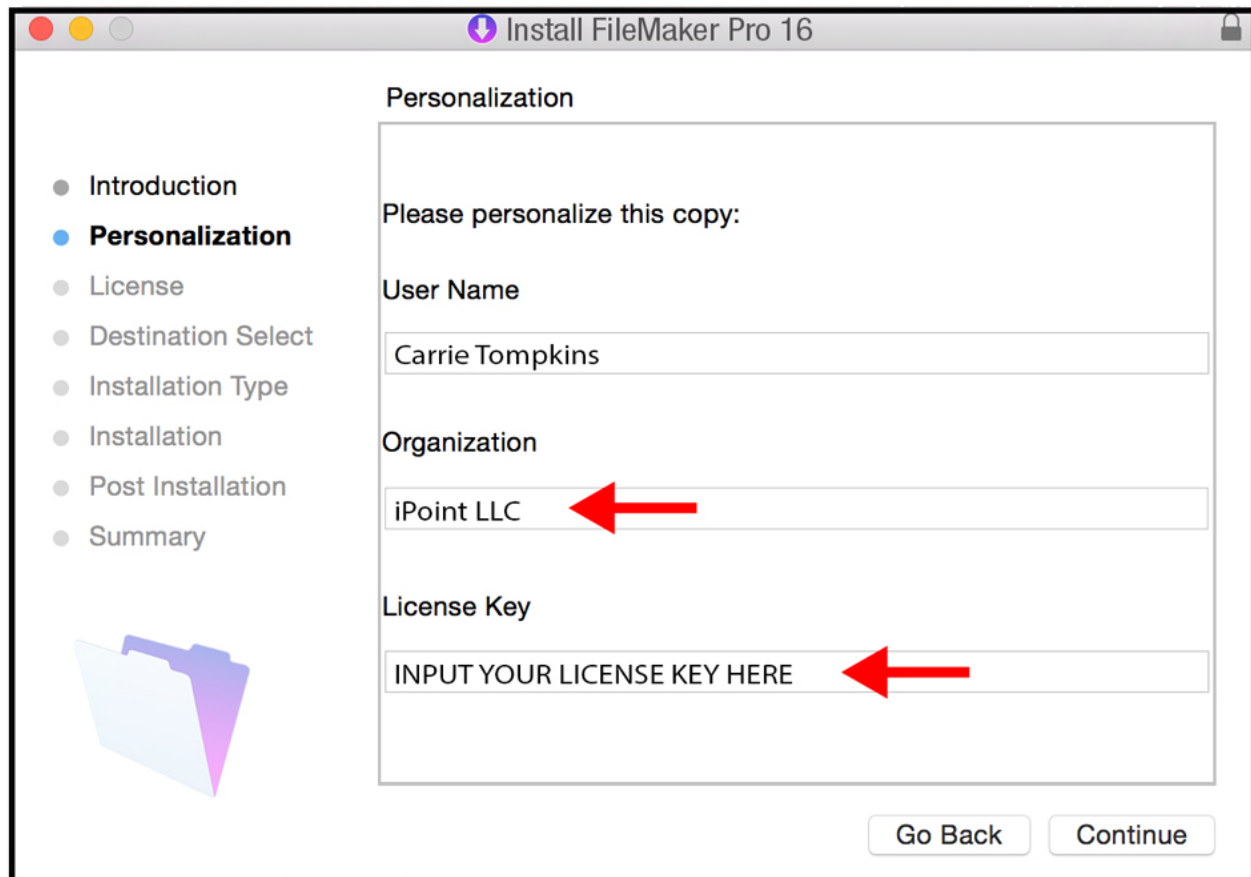 Install FileMaker Pro 16
Personalization
Introduction
Personalization
License
Destination Select
Installation Type
Installation
Post Installation
Summary
Please personalize this copy:
User Name
Carrie Tompkins
Organization
iPoint LLC
License Key
INPUT YOUR LICENSE KEY HERE
Go Back
Continue